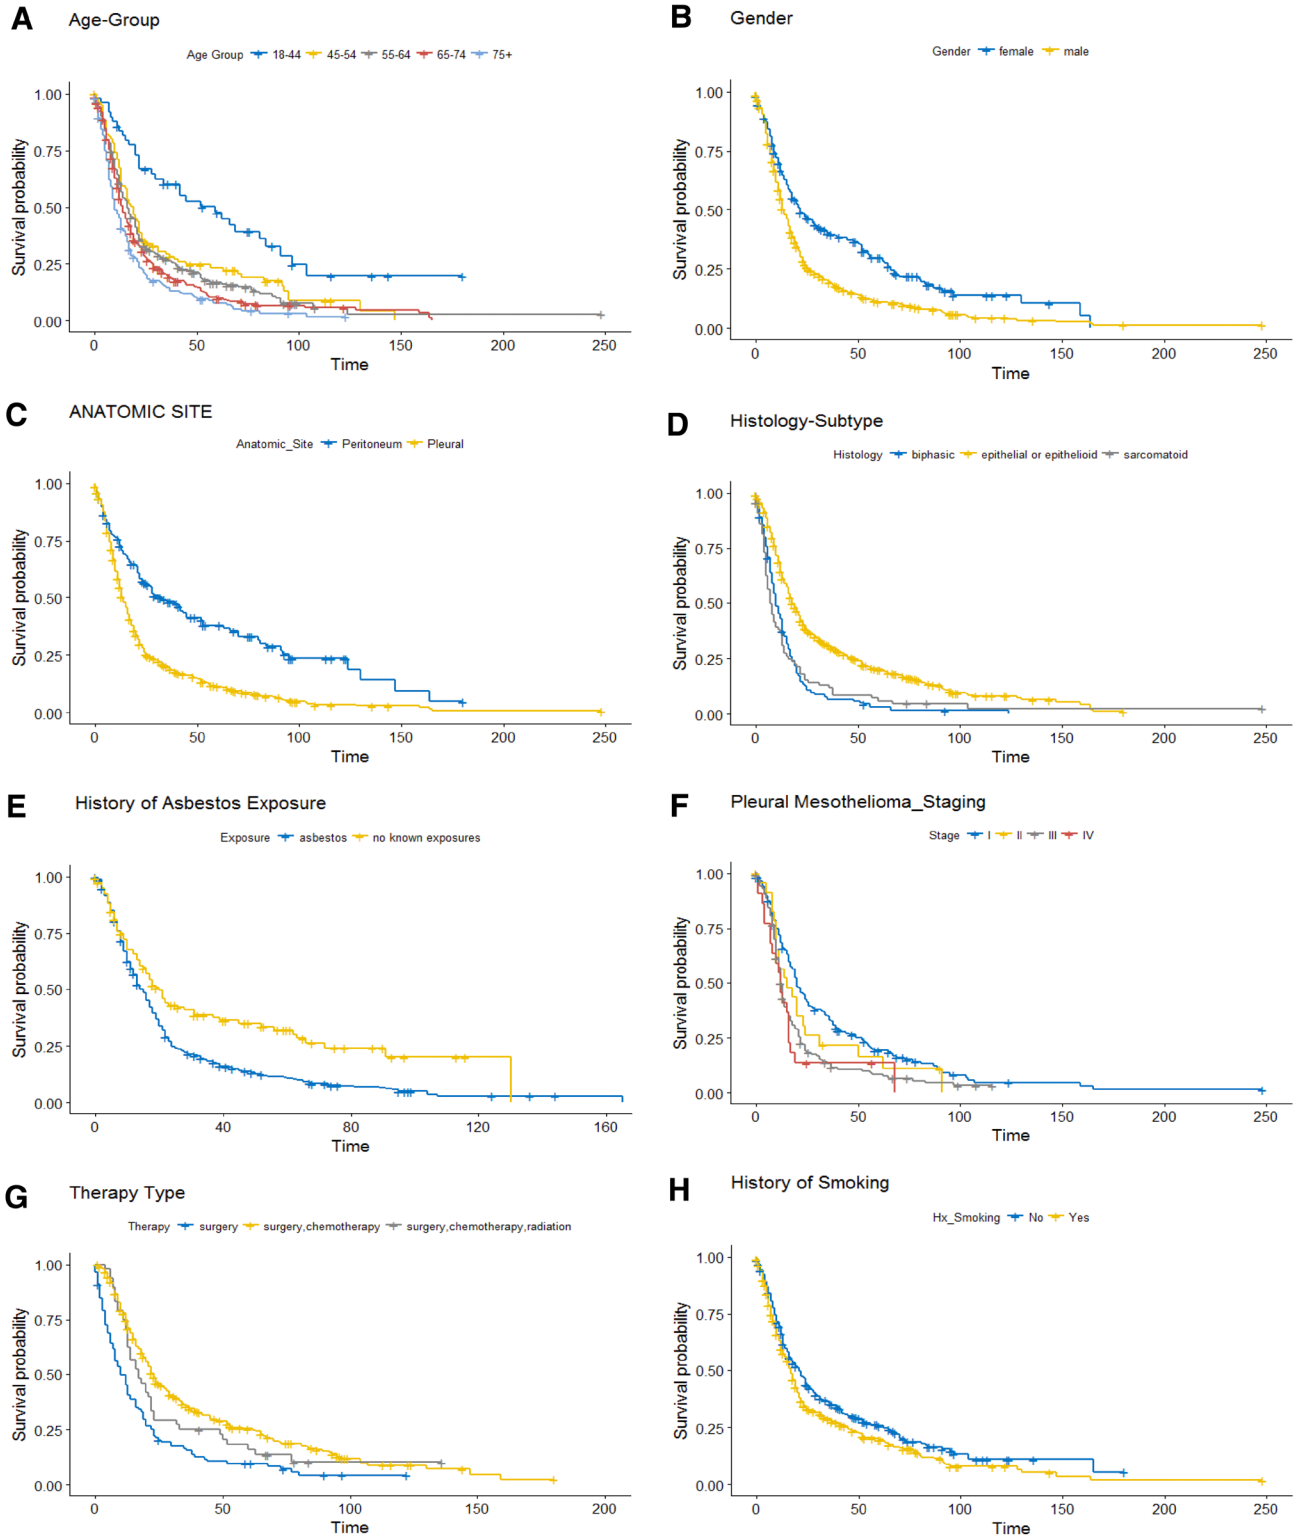 A
Age-Group
Age Group 18-44 45-54 55-64 65-74 75+
Survival probability
1.00
0.75
0.50
0.25
0.00
0 50 100 150 200 250
Time
B
Gender
Gender female male
Survival probability
1.00
0.75
0.50
0.25
0.00
0 50 100 150 200 250
Time
C
ANATOMIC SITE
Anatomic_Site Peritoneum Pleural
Survival probability
1.00
0.75
0.50
0.25
0.00
0 50 100 150 200 250
Time
D
Histology-Subtype
Histology biphasic epithelial or epithelioid sarcomatoid
Survival probability
1.00
0.75
0.50
0.25
0.00
0 50 100 150 200 250
Time
E
History of Asbestos Exposure
Exposure asbestos no known exposures
Survival probability
1.00
0.75
0.50
0.25
0.00
0 40 80 120 160
Time
F
Pleural Mesothelioma_Staging
Stage I II III IV
Survival probability
1.00
0.75
0.50
0.25
0.00
0 50 100 150 200 250
Time
G
Therapy Type
Therapy surgery surgery,chemotherapy surgery,chemotherapy,radiation
Survival probability
1.00
0.75
0.50
0.25
0.00
0 50 100 150 200
Time
H
History of Smoking
Hx_Smoking No Yes
Survival probability
1.00
0.75
0.50
0.25
0.00
0 50 100 150 200 250
Time